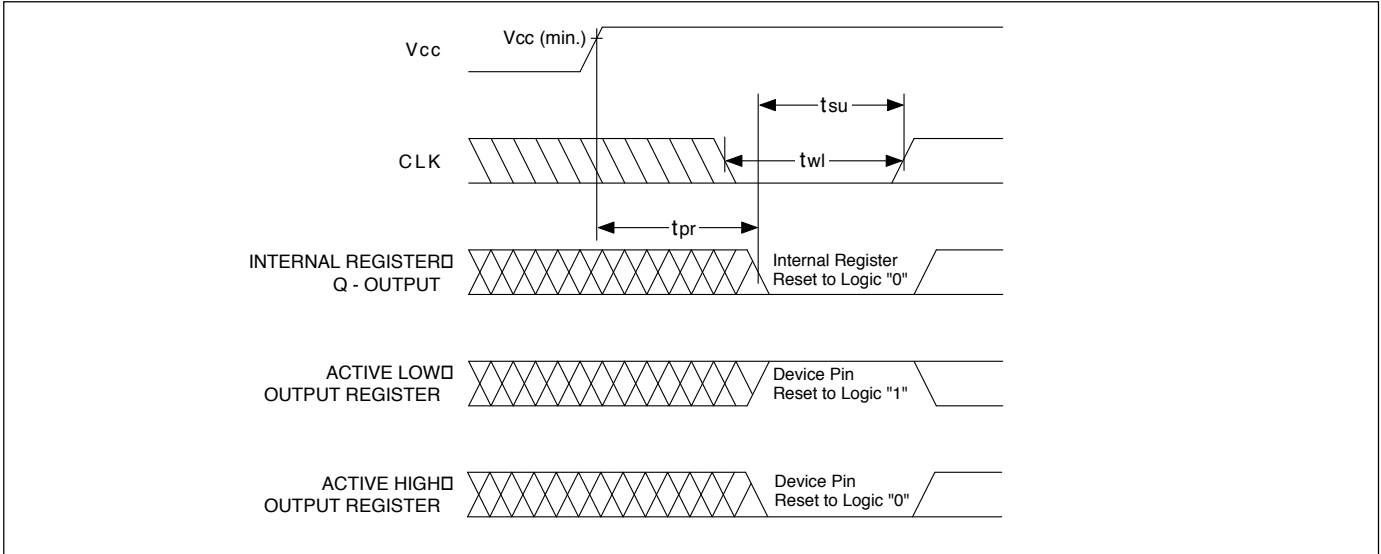 Vcc
Vcc (min.)
tsu
CLK
twl
tpr
INTERNAL REGISTER□
Q - OUTPUT
Internal Register
Reset to Logic "0"
ACTIVE LOW□
OUTPUT REGISTER
Device Pin
Reset to Logic "1"
ACTIVE HIGH□
OUTPUT REGISTER
Device Pin
Reset to Logic "0"